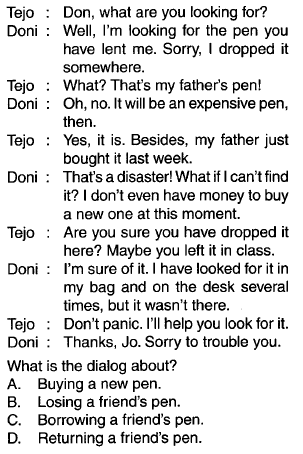 Tejo : Don, what are you looking for?
Doni : Well, I'm looking for the pen you
have lent me. Sorry, I dropped it
somewhere.
Tejo : What? That's my father's pen!
Doni : Oh, no. It will be an expensive pen,
then.
Tejo : Yes, it is. Besides, my father just
bought it last week.
Doni : That's a disaster! What if I can't find
it? I don't even have money to buy
a new one at this moment.
Tejo : Are you sure you have dropped it
here? Maybe you left it in class.
Doni : I'm sure of it. I have looked for it in
my bag and on the desk several
times, but it wasn't there.
Tejo : Don't panic. I'll help you look for it.
Doni : Thanks, Jo. Sorry to trouble you.
What is the dialog about?
A. Buying a new pen.
B. Losing a friend's pen.
C. Borrowing a friend's pen.
D. Returning a friend's pen.